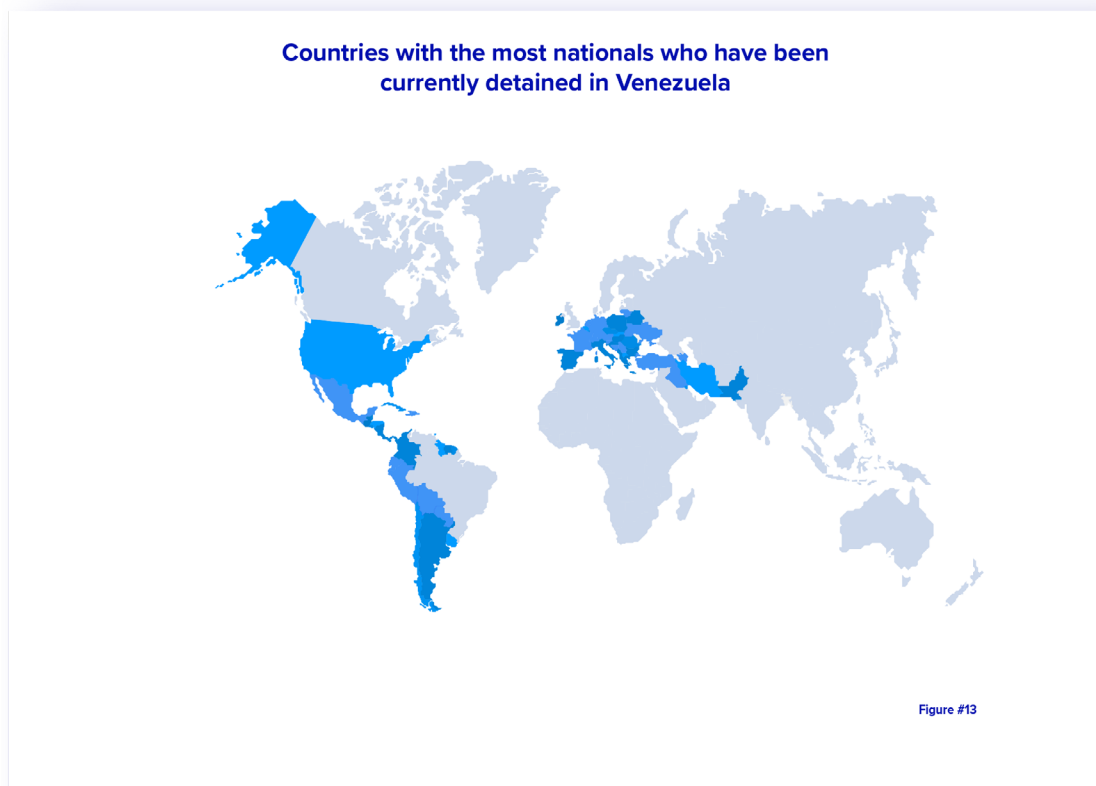 Countries with the most nationals who have been
currently detained in Venezuela
Figure #13